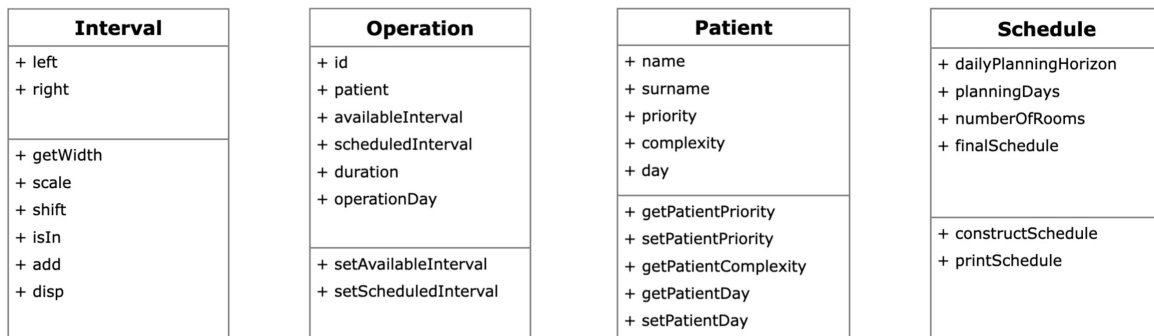 Interval
+ left
+ right
+ getWidth
+ scale
+ shift
+ isIn
+ add
+ disp
Operation
+ id
+ patient
+ availableInterval
+ scheduledInterval
+ duration
+ operationDay
+ setAvailableInterval
+ setScheduledInterval
Patient
+ name
+ surname
+ priority
+ complexity
+ day
+ getPatientPriority
+ setPatientPriority
+ getPatientComplexity
+ getPatientDay
+ setPatientDay
Schedule
+ dailyPlanningHorizon
+ planningDays
+ numberOfRooms
+ finalSchedule
+ constructSchedule
+ printSchedule